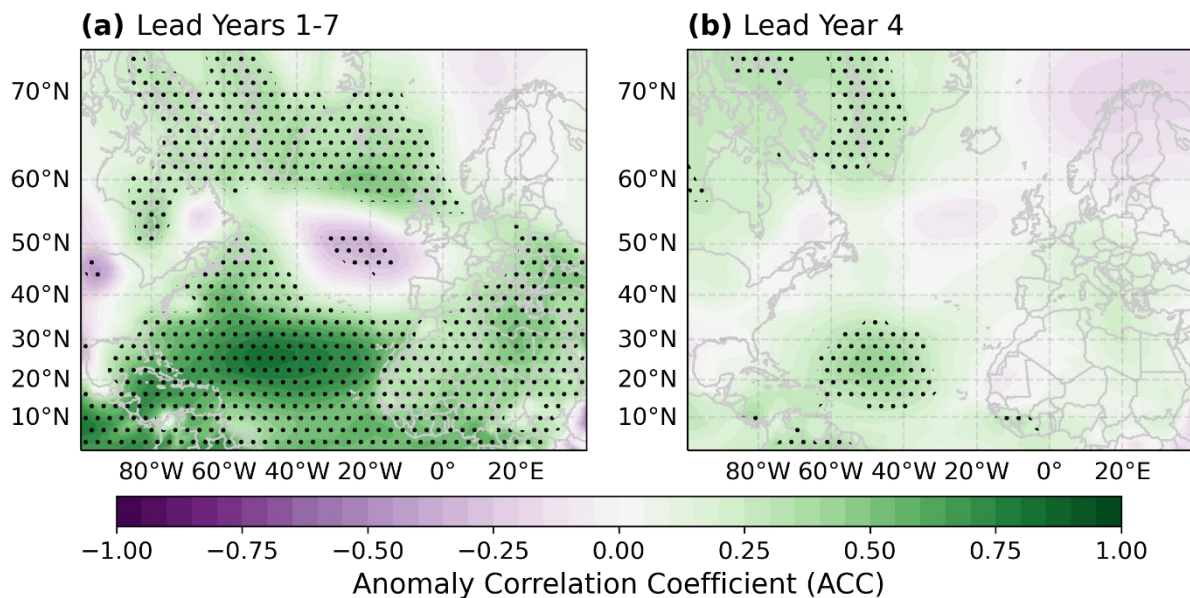 (a) Lead Years 1-7
(b) Lead Year 4
70°N
60°N
50°N
40°N
30°N
20°N
10°N
80°W 60°W 40°W 20°W 0° 20°E
70°N
60°N
50°N
40°N
30°N
20°N
10°N
80°W 60°W 40°W 20°W 0° 20°E
−1.00 −0.75 −0.50 −0.25 0.00 0.25 0.50 0.75 1.00
Anomaly Correlation Coefficient (ACC)